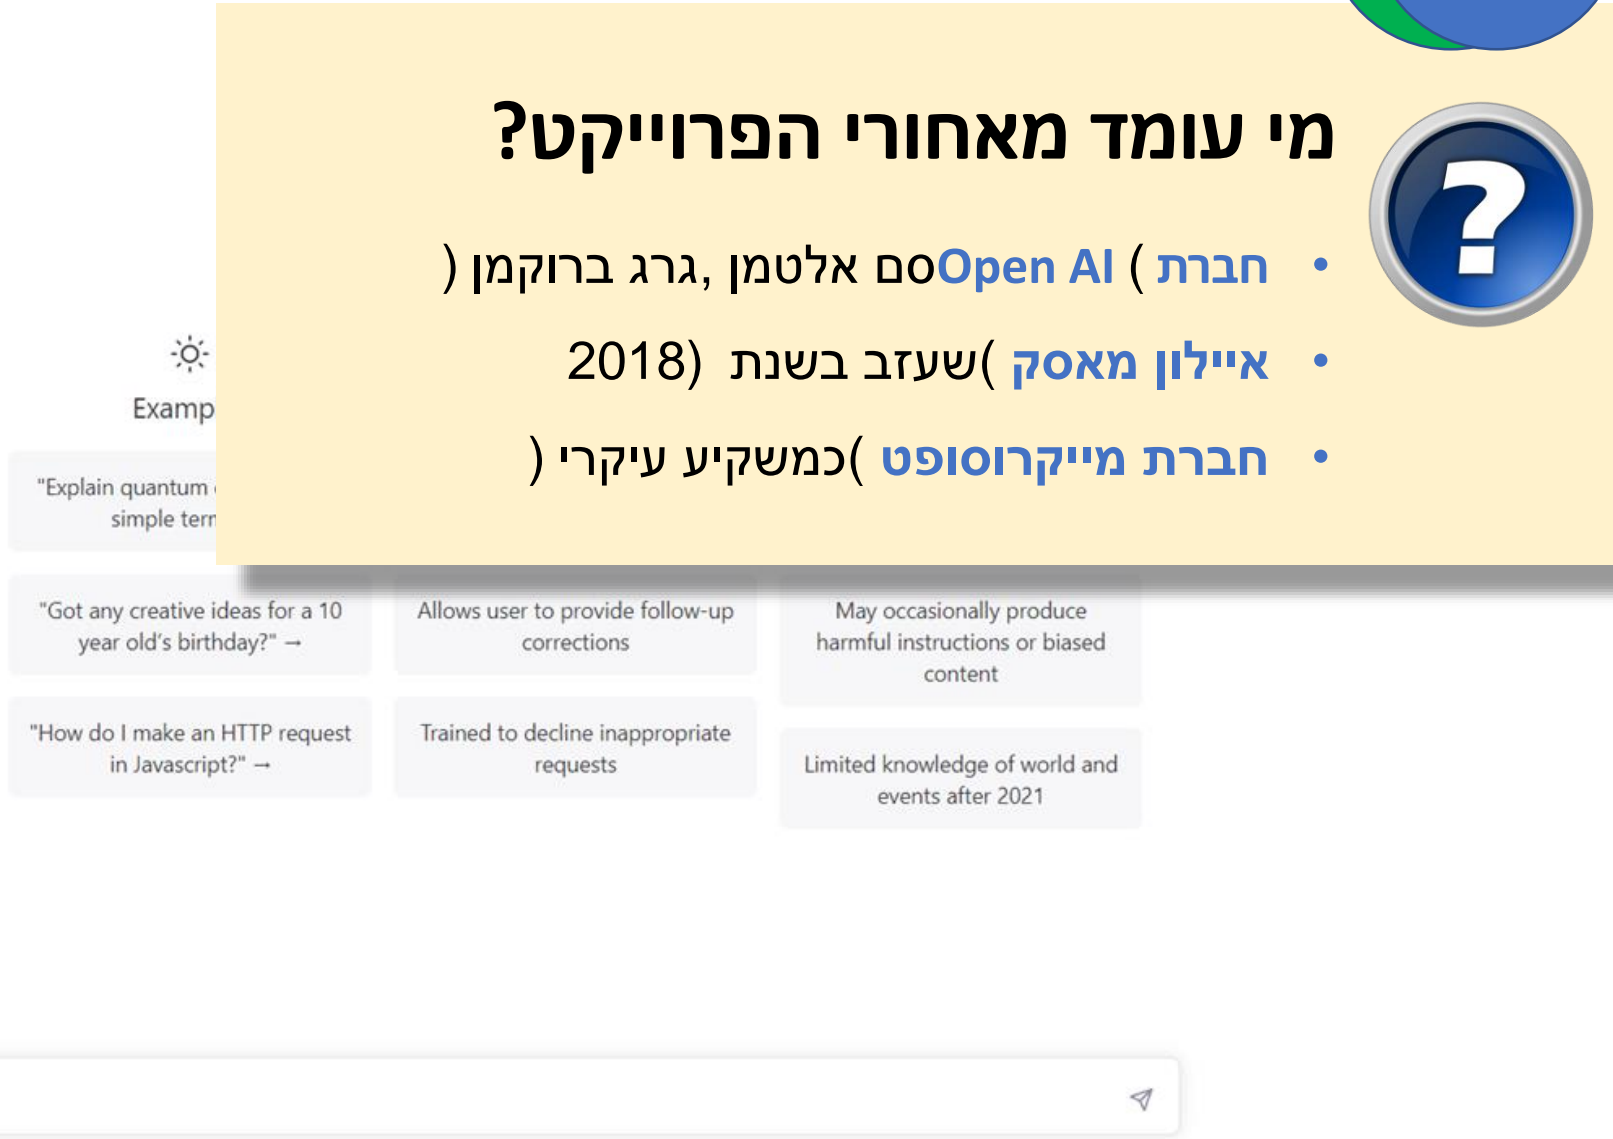 מי עומד מאחורי הפרוייקט?
• חברת Open AI (סם אלטמן, גרג ברוקמן)
• איילון מאסק (שעזב בשנת 2018)
• חברת מייקרוסופט (כמשקיע עיקרי)
Examp
"Explain quantum
simple terr
"Got any creative ideas for a 10
year old's birthday?" →
"How do I make an HTTP request
in Javascript?" →
Allows user to provide follow-up
corrections
Trained to decline inappropriate
requests
May occasionally produce
harmful instructions or biased
content
Limited knowledge of world and
events after 2021